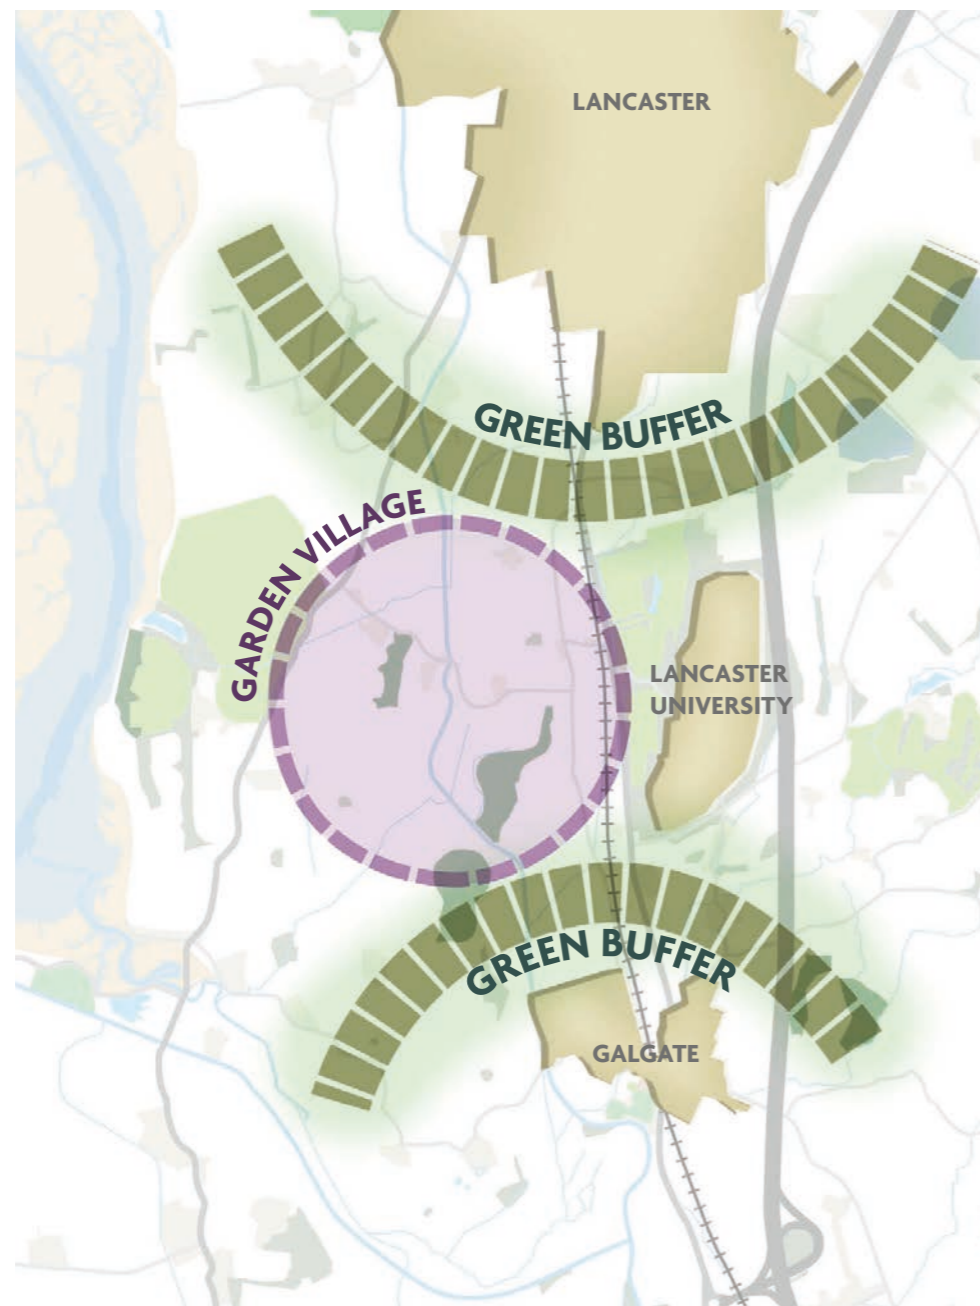 LANCASTER
GREEN BUFFER
GARDEN VILLAGE
LANCASTER
UNIVERSITY
GREEN BUFFER
GALGATE